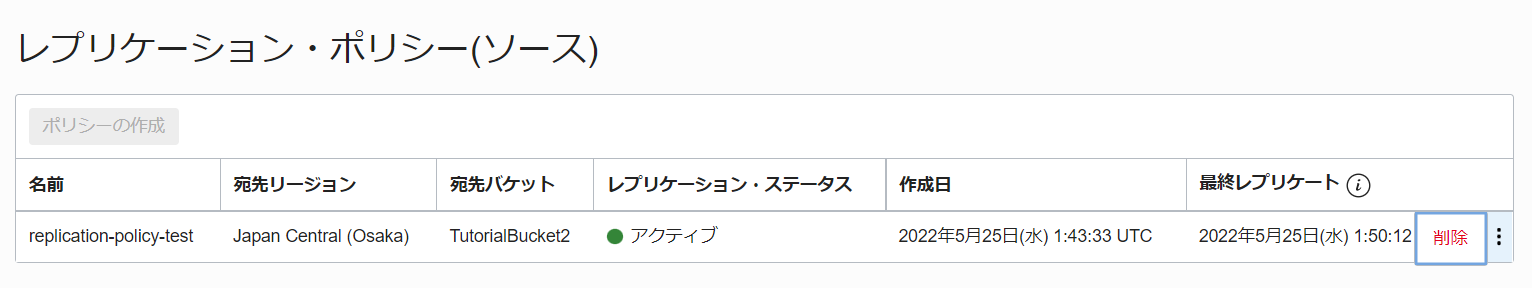 レプリケーション・ポリシー(ソース)
ポリシーの作成
名前 宛先リージョン 宛先バケット レプリケーション・ステータス 作成日 最終レプリケート i
replication-policy-test Japan Central (Osaka) TutorialBucket2 アクティブ 2022年5月25日(水) 1:43:33 UTC 2022年5月25日(水) 1:50:12 削除